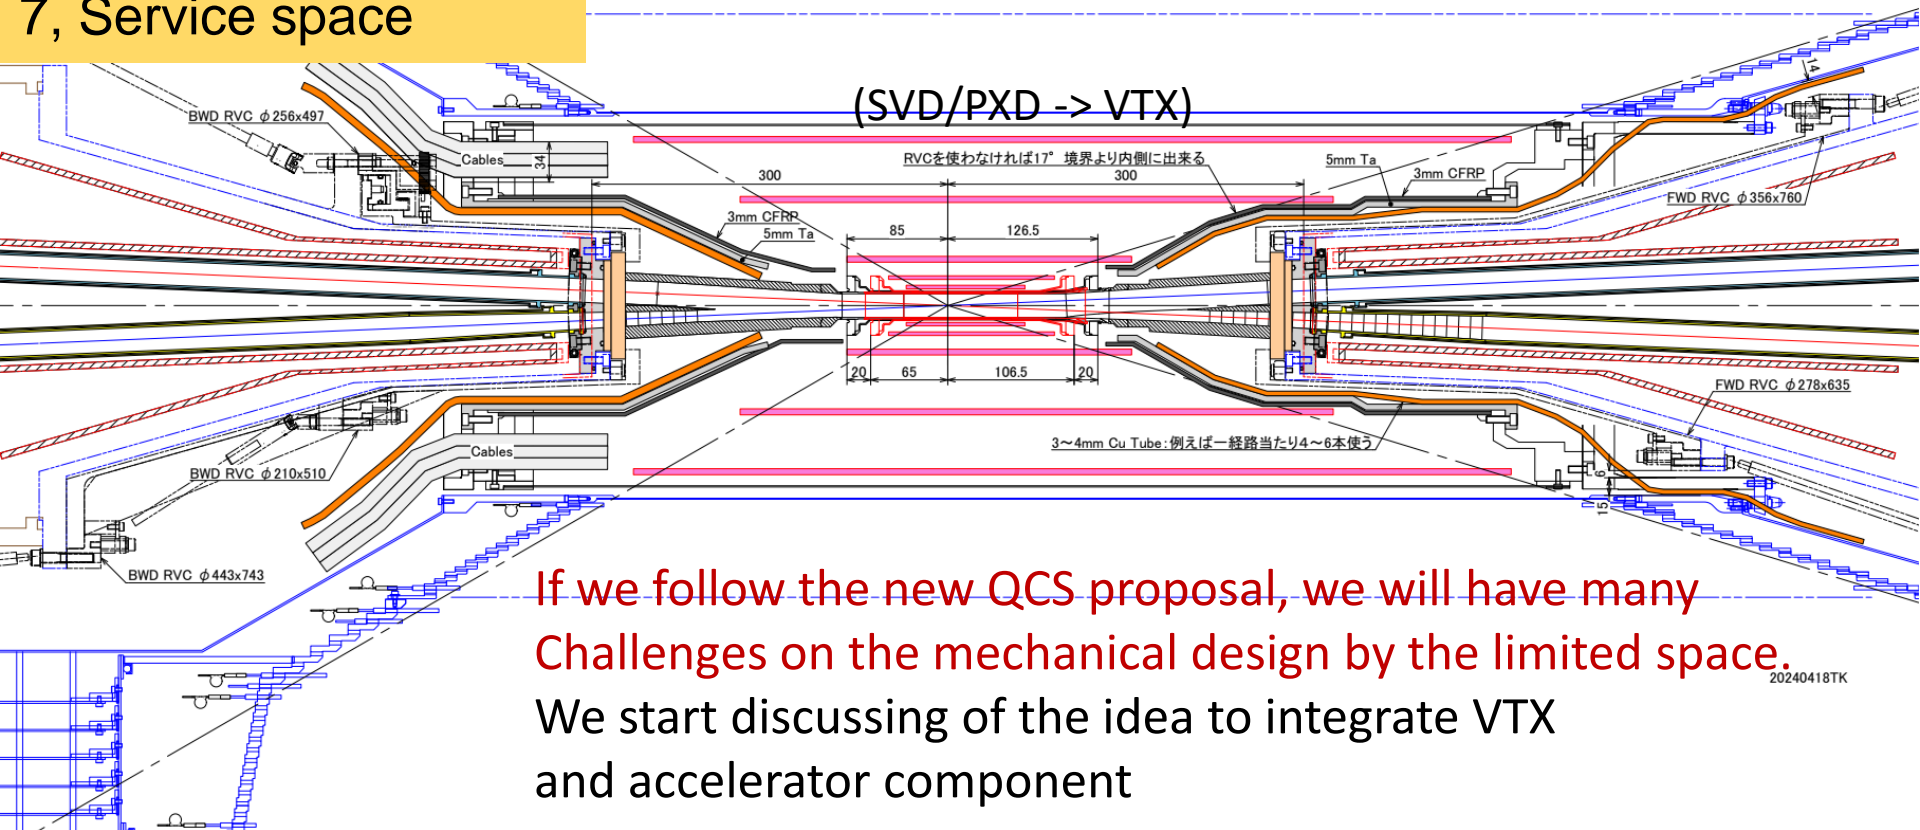 7, Service space
(SVD/PXD -> VTX)
14
BWD RVC φ256x497
Cables
34
RVCを使わなければ17° 境界より内側に出来る
5mm Ta
3mm CFRP
300
300
FWD RVC φ356x760
3mm CFRP
5mm Ta
85
126.5
20
65
106.5
20
FWD RVC φ278x635
3～4mm Cu Tube:例えば一経路当たり4～6本使う
Cables
BWD RVC φ210x510
6
15
BWD RVC φ443x743
If we follow the new QCS proposal, we will have many
Challenges on the mechanical design by the limited space.
20240418TK
We start discussing of the idea to integrate VTX
and accelerator component